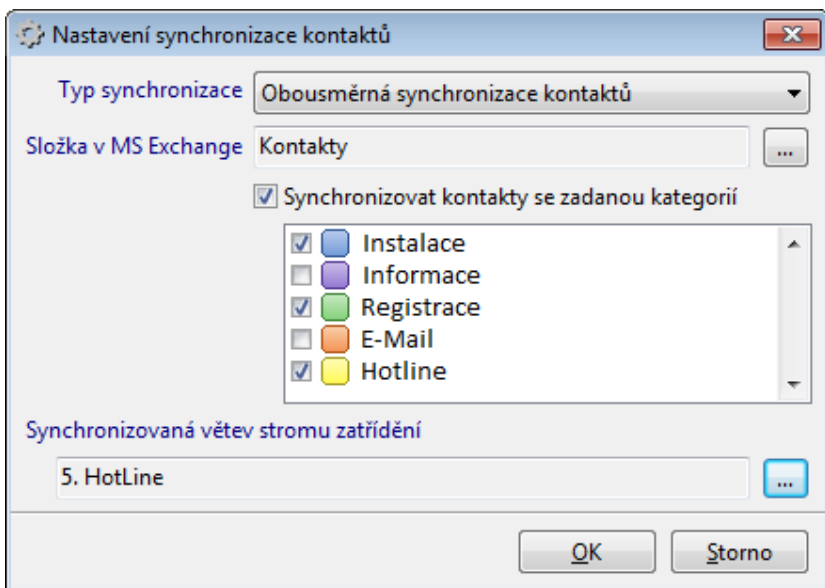 Nastavení synchronizace kontaktů
Typ synchronizace Obousměrná synchronizace kontaktů
Složka v MS Exchange Kontakty ...
Synchronizovat kontakty se zadanou kategorií
Instalace
Informace
Registrace
E-Mail
Hotline
Synchronizovaná větev stromu zatřídění
5. HotLine ...
OK Storno